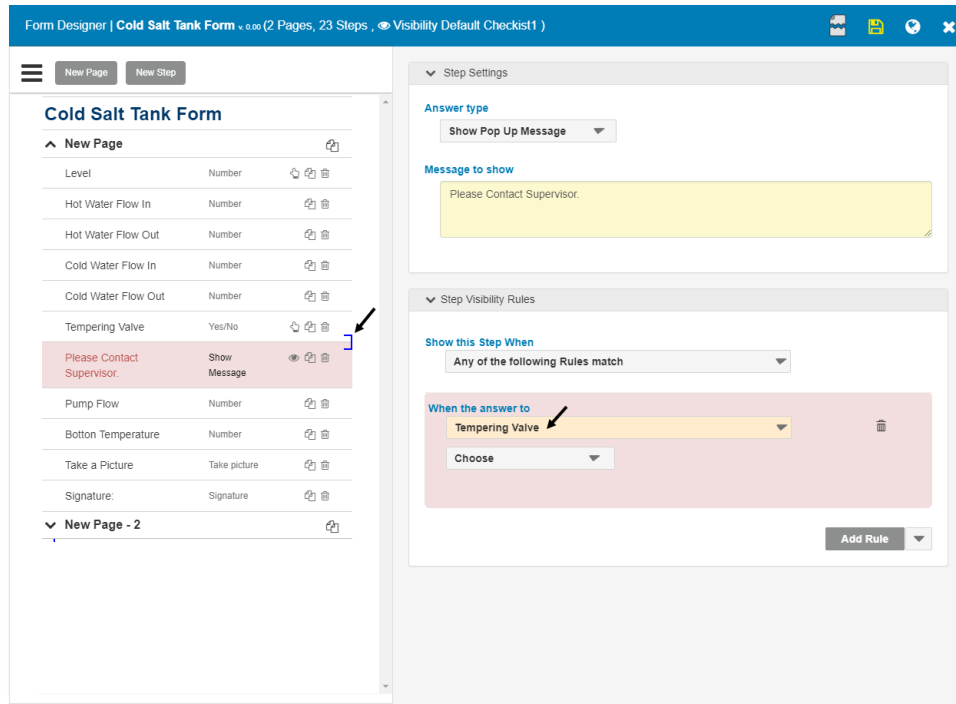 Form Designer | Cold Salt Tank Form v. 0.00 (2 Pages, 23 Steps , Visibility Default Checkist1 )
New Page New Step
Cold Salt Tank Form
New Page
Level Number
Hot Water Flow In Number
Hot Water Flow Out Number
Cold Water Flow In Number
Cold Water Flow Out Number
Tempering Valve Yes/No
Please Contact Show
Supervisor. Message
Pump Flow Number
Botton Temperature Number
Take a Picture Take picture
Signature: Signature
New Page - 2
Step Settings
Answer type
Show Pop Up Message
Message to show
Please Contact Supervisor.
Step Visibility Rules
Show this Step When
Any of the following Rules match
When the answer to
Tempering Valve
Choose
Add Rule